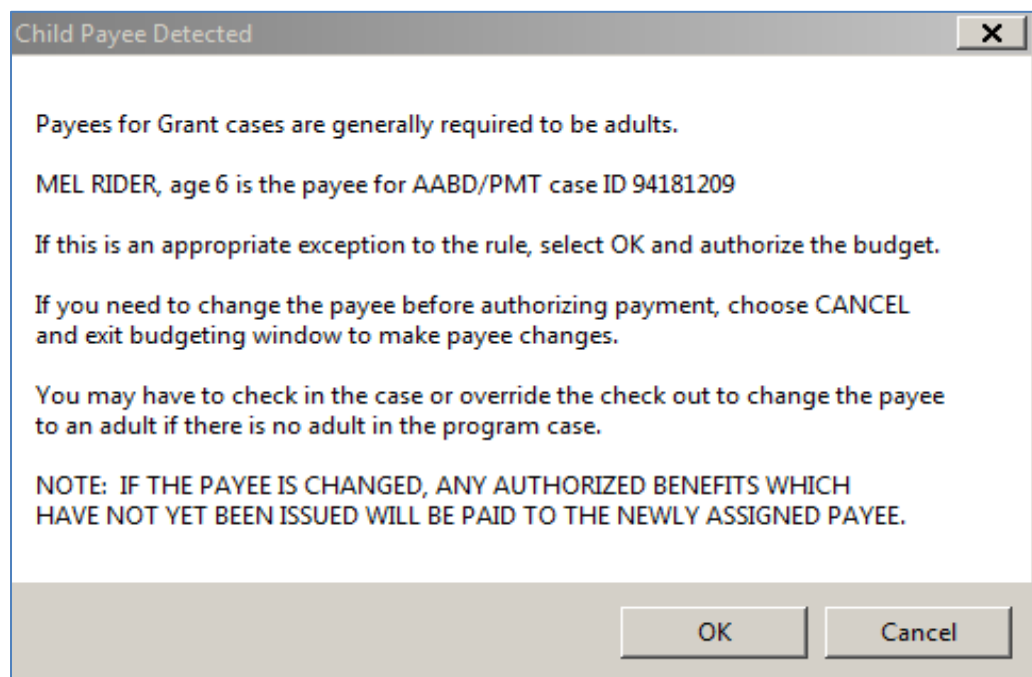 Child Payee Detected
Payees for Grant cases are generally required to be adults.
MEL RIDER, age 6 is the payee for AABD/PMT case ID 94181209
If this is an appropriate exception to the rule, select OK and authorize the budget.
If you need to change the payee before authorizing payment, choose CANCEL
and exit budgeting window to make payee changes.
You may have to check in the case or override the check out to change the payee
to an adult if there is no adult in the program case.
NOTE:  IF THE PAYEE IS CHANGED, ANY AUTHORIZED BENEFITS WHICH
HAVE NOT YET BEEN ISSUED WILL BE PAID TO THE NEWLY ASSIGNED PAYEE.
OK
Cancel